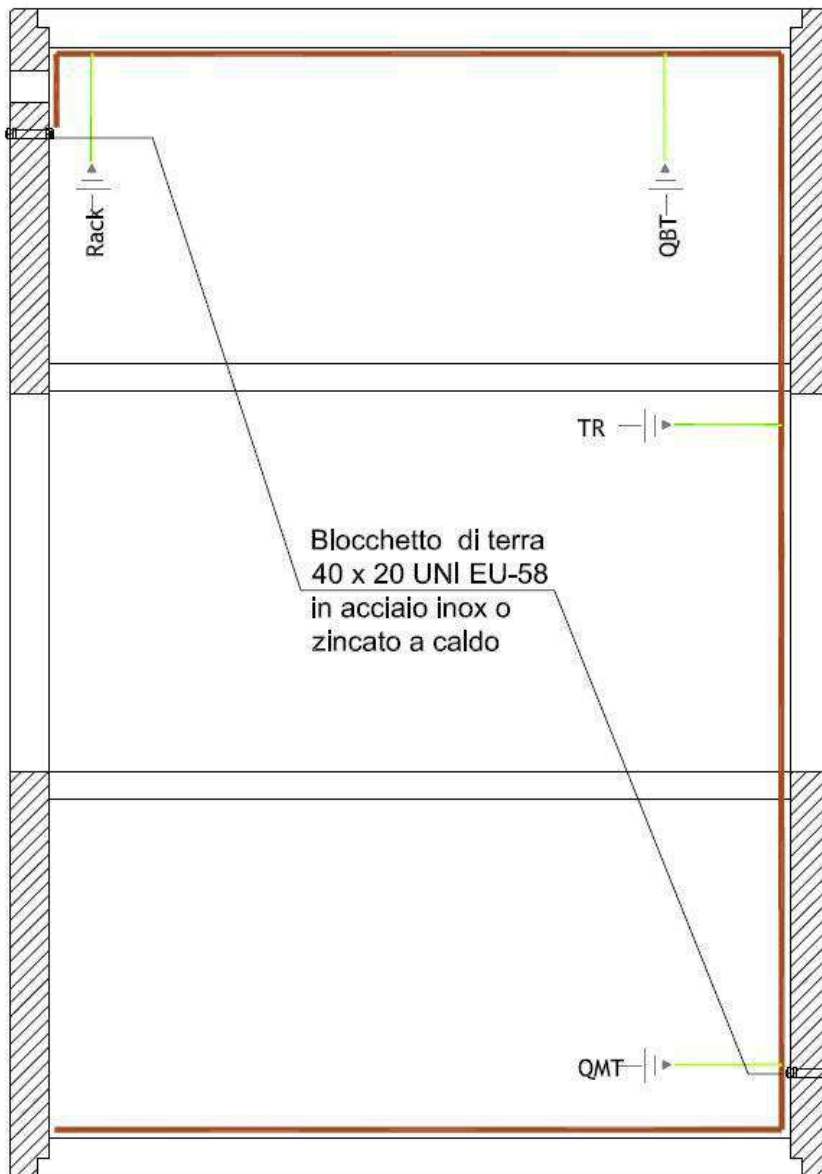 Rack
QBT
TR
Blocchetto di terra
40 x 20 UNI EU-58
in acciaio inox o
zincato a caldo
QMT